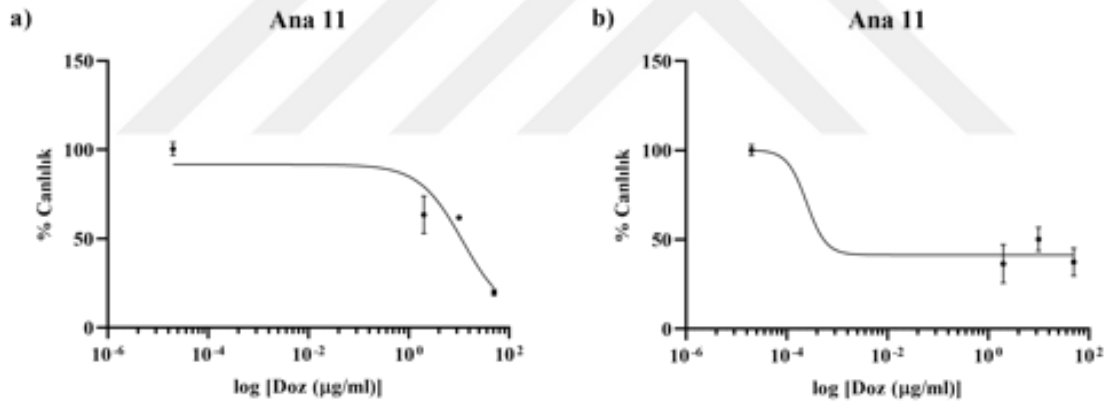 a) Ana 11
150
100
50
0
% Canlılık
10⁻⁶ 10⁻⁴ 10⁻² 10⁰ 10²
log [Doz (µg/ml)]
b) Ana 11
150
100
50
0
% Canlılık
10⁻⁶ 10⁻⁴ 10⁻² 10⁰ 10²
log [Doz (µg/ml)]